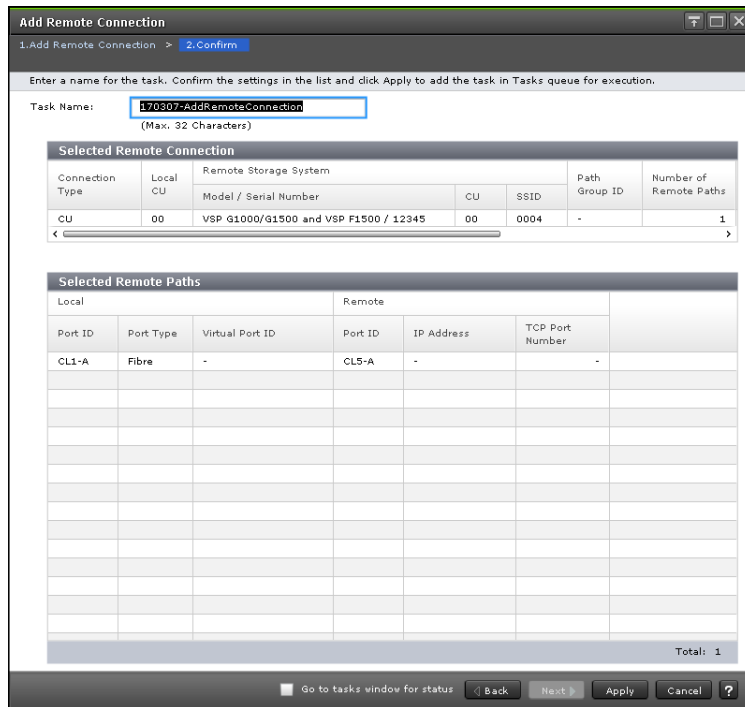 Add Remote Connection
1.Add Remote Connection > 2.Confirm
Enter a name for the task. Confirm the settings in the list and click Apply to add the task in Tasks queue for execution.
Task Name: 170307-AddRemoteConnection
(Max. 32 Characters)
Selected Remote Connection
Connection Type Local CU Remote Storage System Path Group ID Number of Remote Paths
Model / Serial Number CU SSID
CU 00 VSP G1000/G1500 and VSP F1500 / 12345 00 0004 - 1
Selected Remote Paths
Local Remote
Port ID Port Type Virtual Port ID Port ID IP Address TCP Port Number
CL1-A Fibre - CL5-A - -
Total: 1
Go to tasks window for status Back Next Apply Cancel ?